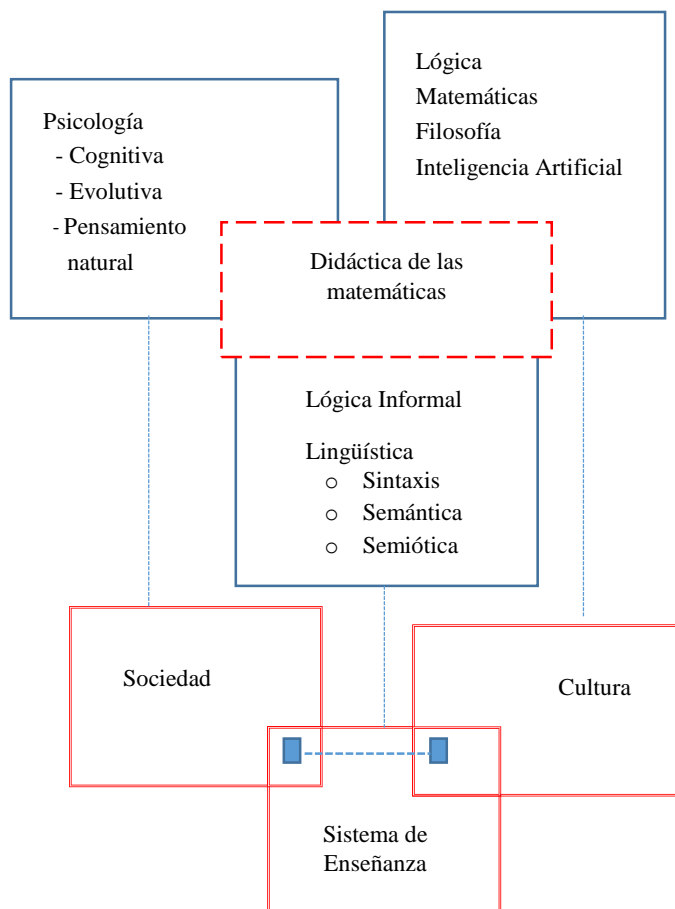 Psicología
- Cognitiva
- Evolutiva
- Pensamiento
natural
Lógica
Matemáticas
Filosofía
Inteligencia Artificial
Didáctica de las
matemáticas
Lógica Informal
Lingüística
o Sintaxis
o Semántica
o Semiótica
Sociedad
Cultura
Sistema de
Enseñanza